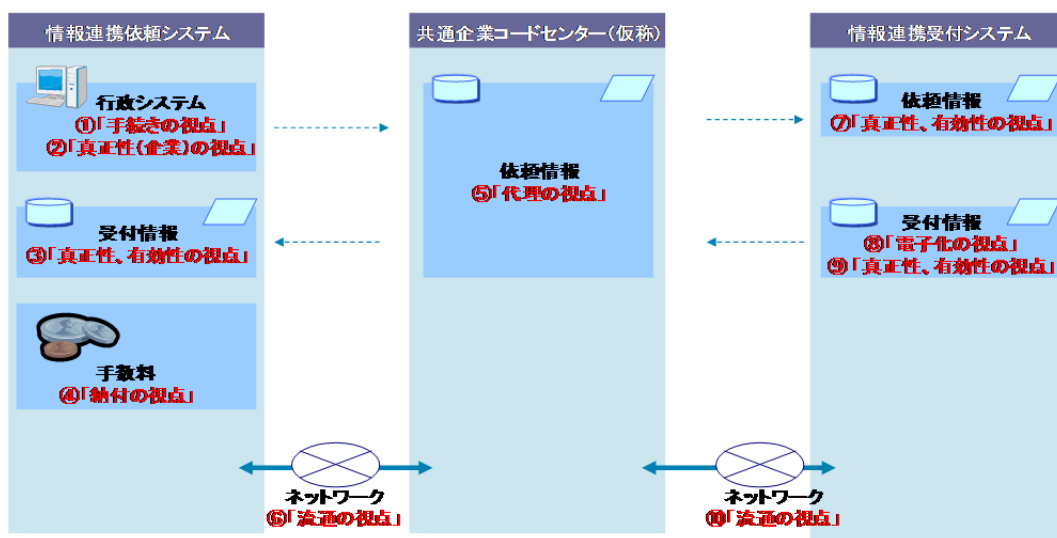 情報連携依頼システム
行政システム
①「手続きの視点」
②「真正性(企業)の視点」
受付情報
③「真正性、有効性の視点」
手数料
④「納付の視点」
共通企業コードセンター(仮称)
依頼情報
⑤「代理の視点」
情報連携受付システム
依頼情報
⑦「真正性、有効性の視点」
受付情報
⑧「電子化の視点」
⑨「真正性、有効性の視点」
ネットワーク
⑥「流通の視点」
ネットワーク
⑩「流通の視点」